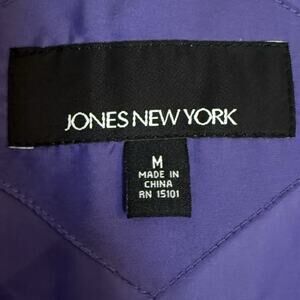 JONES NEW YORK
M
MADE IN
CHINA
RN 15101